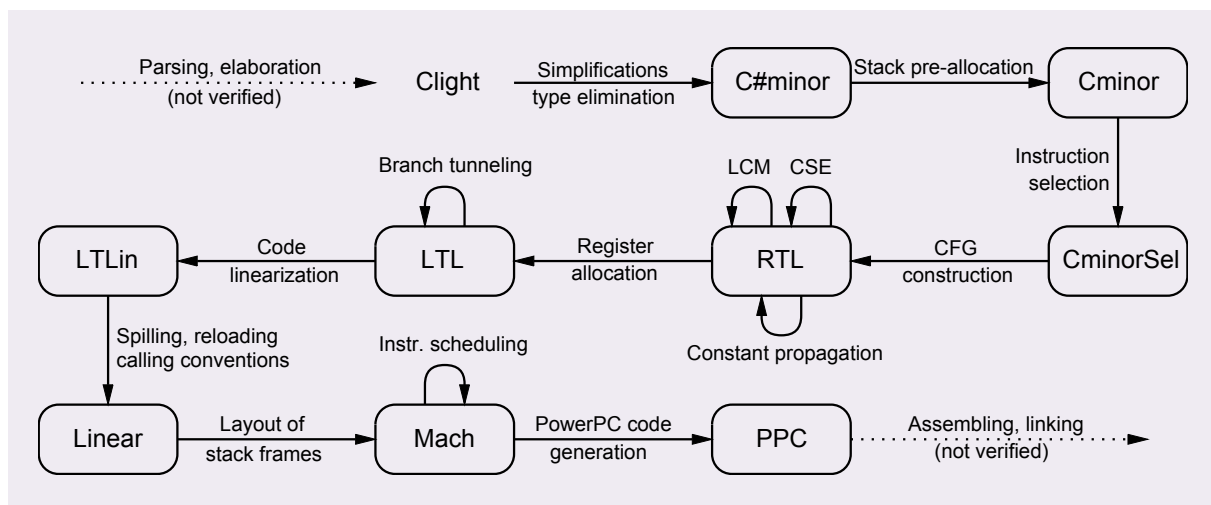 Parsing, elaboration
(not verified)
Clight
Simplifications
type elimination
C#minor
Stack pre-allocation
Cminor
Instruction
selection
Branch tunneling
LCM
CSE
LTLin
Code
linearization
LTL
Register
allocation
RTL
CFG
construction
CminorSel
Constant propagation
Spilling, reloading
calling conventions
Instr. scheduling
Linear
Layout of
stack frames
Mach
PowerPC code
generation
PPC
Assembling, linking
(not verified)